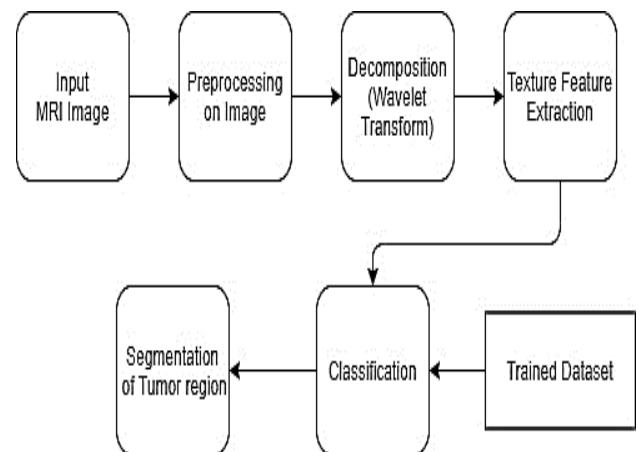 Input
MRI Image
Preprocessing
on Image
Decomposition
(Wavelet
Transform)
Texture Feature
Extraction
Segmentation
of Tumor region
Classification
Trained Dataset